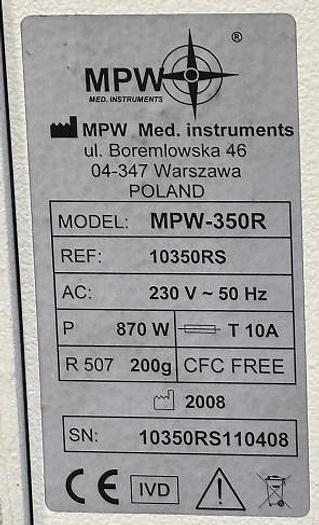 ®
MPW
MED. INSTRUMENTS
MPW Med. instruments
ul. Boremlowska 46
04-347 Warszawa
POLAND
MODEL: MPW-350R
REF: 10350RS
AC: 230 V ~ 50 Hz
P 870 W T 10A
R 507 200g CFC FREE
2008
SN: 10350RS110408
CE IVD